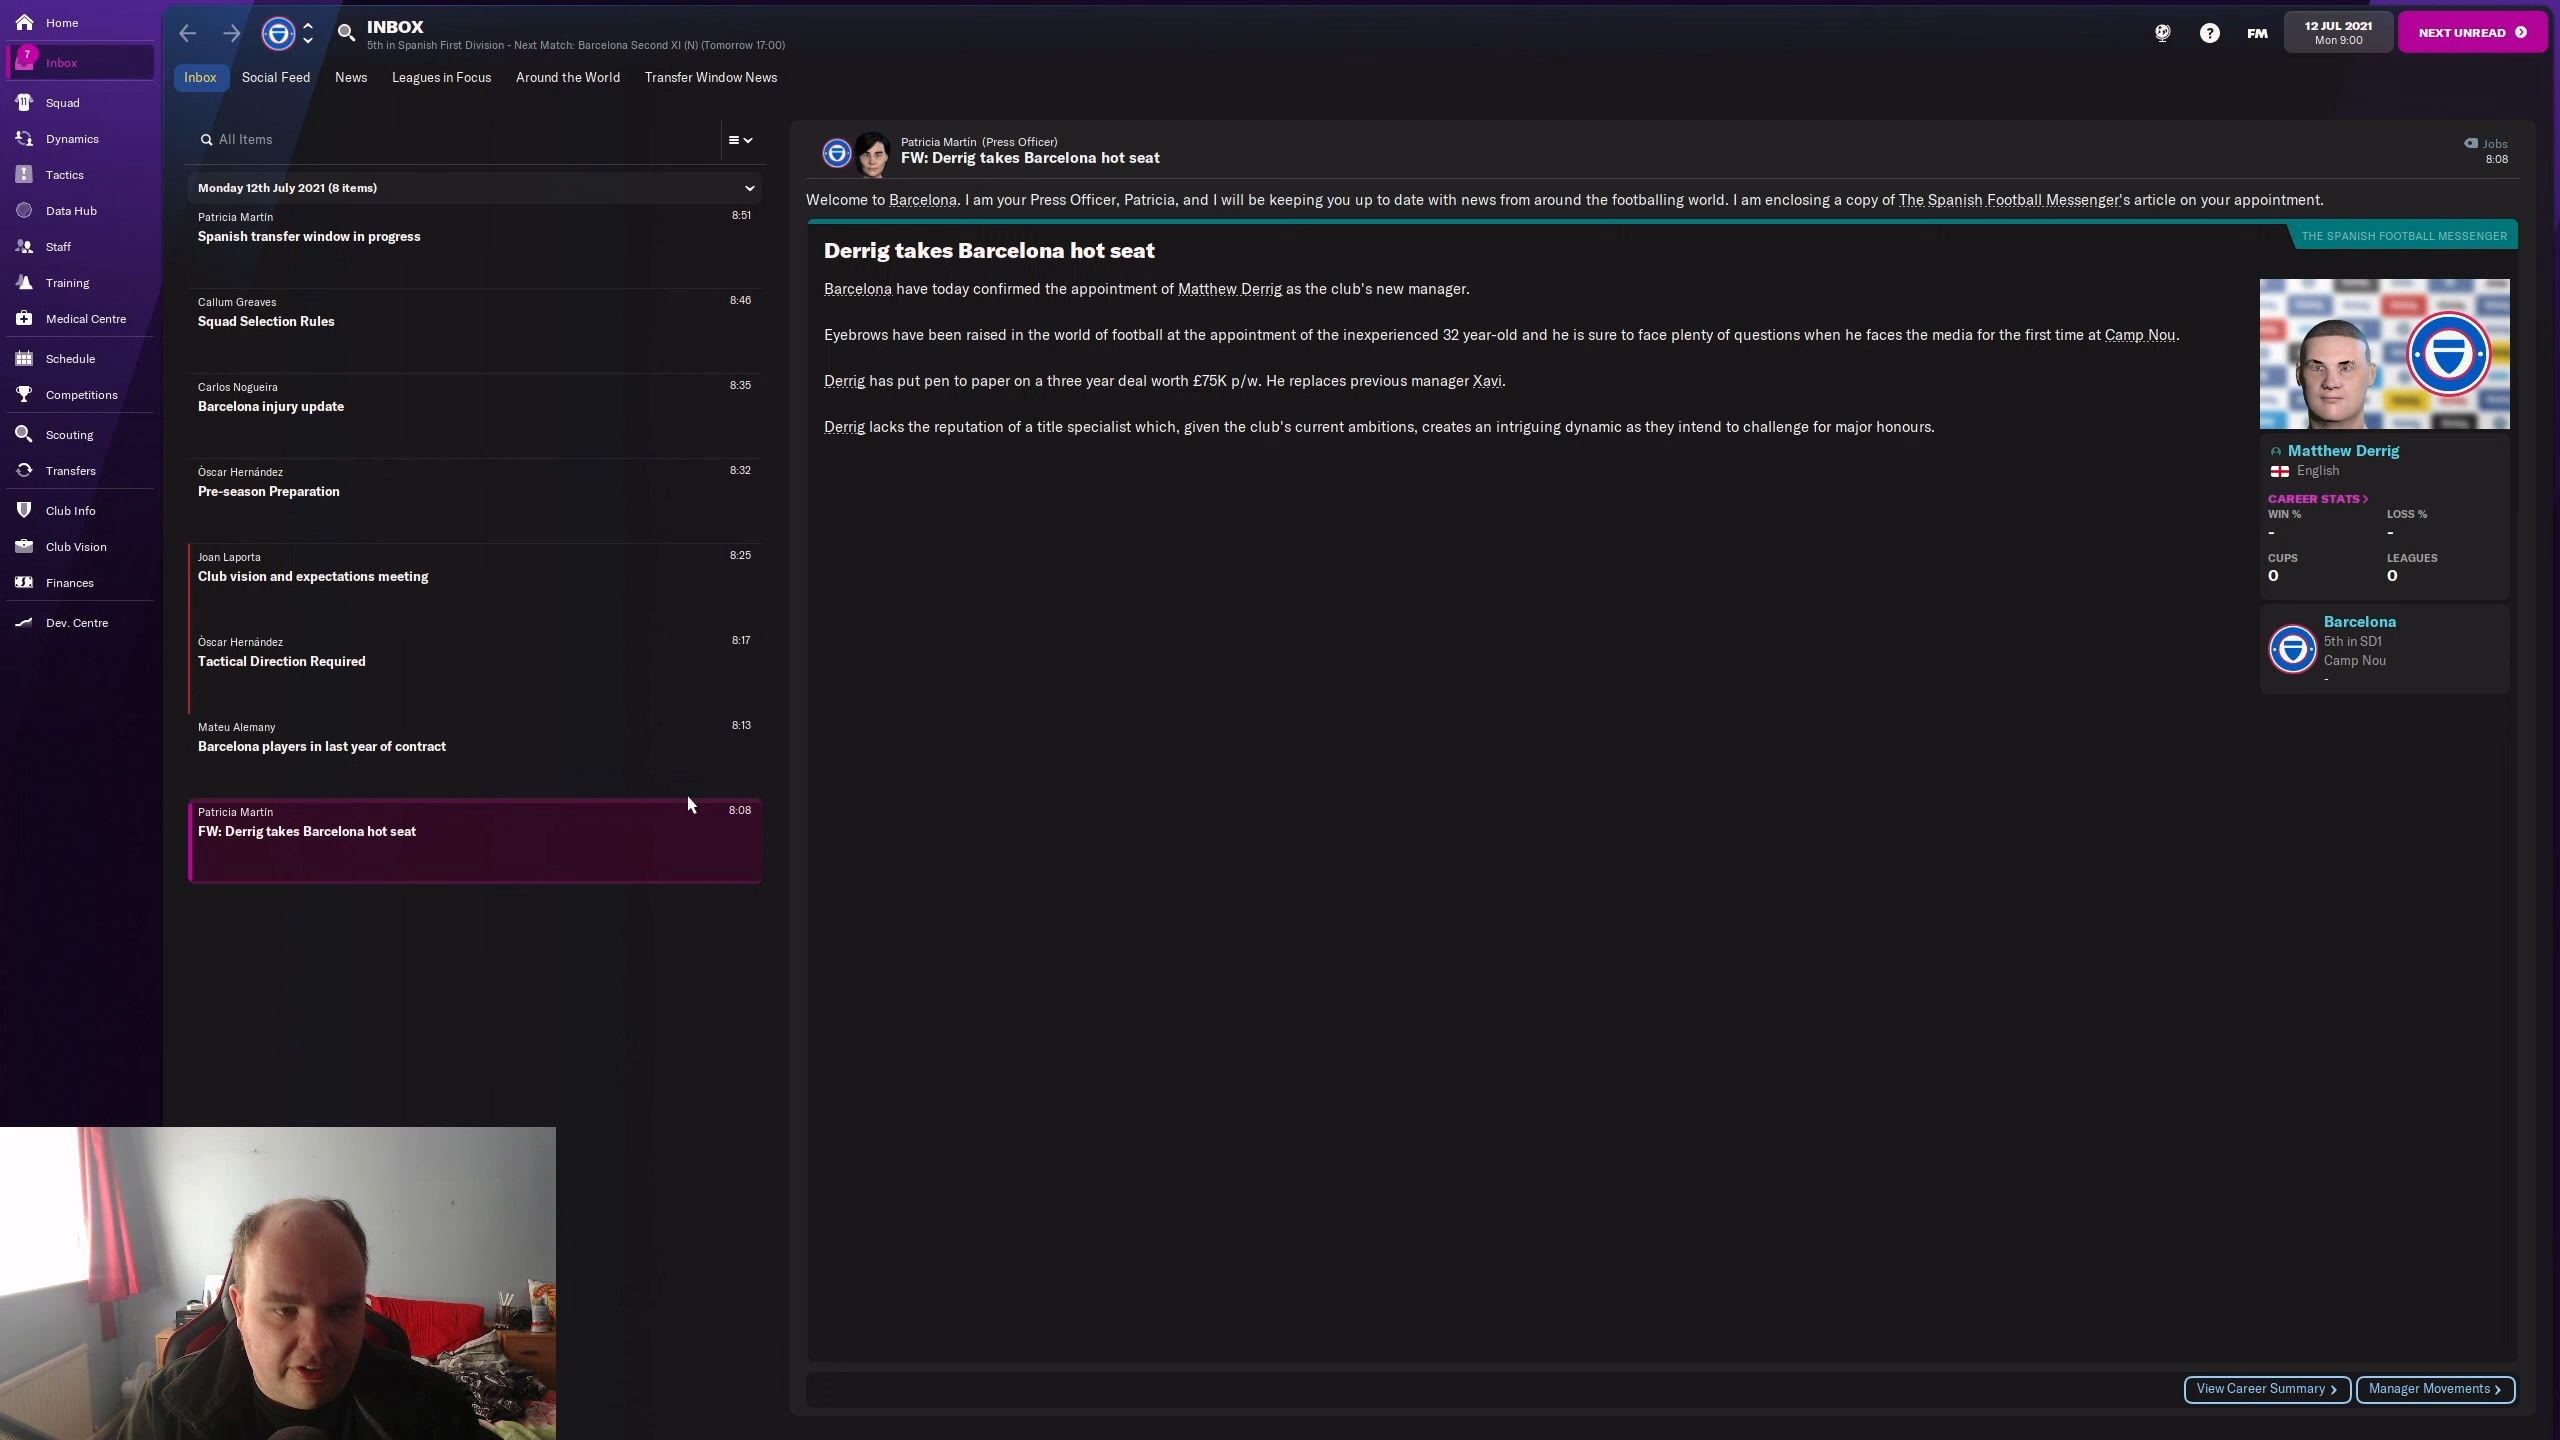 Home
7
Inbox
Squad
Dynamics
Tactics
Data Hub
Staff
Training
Medical Centre
Schedule
Competitions
Scouting
Transfers
Club Info
Club Vision
Finances
Dev. Centre
INBOX
5th in Spanish First Division - Next Match: Barcelona Second XI (N) (Tomorrow 17:00)
FM
12 JUL 2021
Mon 9:00
NEXT UNREAD
Inbox Social Feed News Leagues in Focus Around the World Transfer Window News
All Items
Monday 12th July 2021 (8 items)
Patricia Martín 8:51
Spanish transfer window in progress
Callum Greaves 8:46
Squad Selection Rules
Carlos Nogueira 8:35
Barcelona injury update
Òscar Hernández 8:32
Pre-season Preparation
Joan Laporta 8:25
Club vision and expectations meeting
Òscar Hernández 8:17
Tactical Direction Required
Mateu Alemany 8:13
Barcelona players in last year of contract
Patricia Martín 8:08
FW: Derrig takes Barcelona hot seat
Patricia Martín (Press Officer)
FW: Derrig takes Barcelona hot seat
Jobs
8:08
Welcome to Barcelona. I am your Press Officer, Patricia, and I will be keeping you up to date with news from around the footballing world. I am enclosing a copy of The Spanish Football Messenger's article on your appointment.
THE SPANISH FOOTBALL MESSENGER
Derrig takes Barcelona hot seat
Barcelona have today confirmed the appointment of Matthew Derrig as the club's new manager.
Eyebrows have been raised in the world of football at the appointment of the inexperienced 32 year-old and he is sure to face plenty of questions when he faces the media for the first time at Camp Nou.
Derrig has put pen to paper on a three year deal worth £75K p/w. He replaces previous manager Xavi.
Derrig lacks the reputation of a title specialist which, given the club's current ambitions, creates an intriguing dynamic as they intend to challenge for major honours.
Matthew Derrig
English
CAREER STATS
WIN % LOSS %
- -
CUPS LEAGUES
0 0
Barcelona
5th in SD1
Camp Nou
-
View Career Summary
Manager Movements